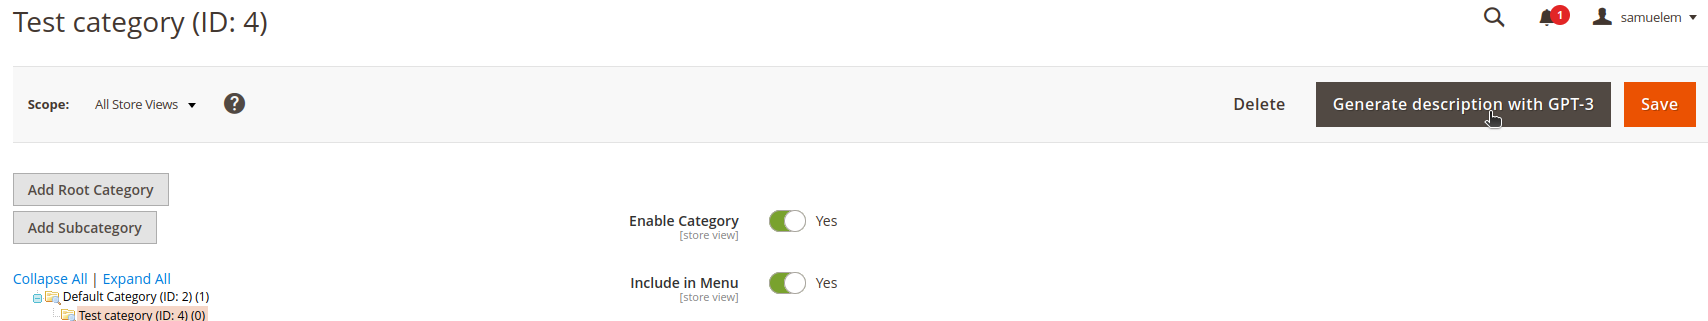 Test category (ID: 4)
1
samuelem
Scope: All Store Views ?
Delete
Generate description with GPT-3
Save
Add Root Category
Add Subcategory
Collapse All | Expand All
Default Category (ID: 2) (1)
Test category (ID: 4) (0)
Enable Category
[store view]
Yes
Include in Menu
[store view]
Yes